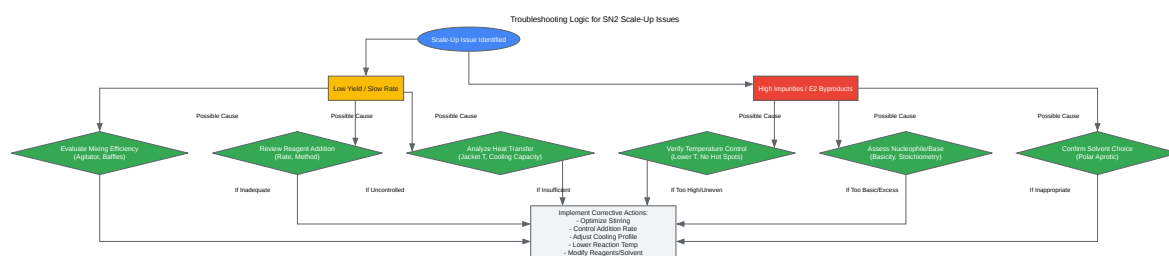 Troubleshooting Logic for SN2 Scale-Up Issues
Scale-Up Issue Identified
Low Yield / Slow Rate
High Impurities / E2 Byproducts
Possible Cause
Possible Cause
Possible Cause
Possible Cause
Possible Cause
Possible Cause
Evaluate Mixing Efficiency
(Agitator, Baffles)
Review Reagent Addition
(Rate, Method)
Analyze Heat Transfer
(Jacket T, Cooling Capacity)
Verify Temperature Control
(Lower T, No Hot Spots)
Assess Nucleophile/Base
(Basicity, Stoichiometry)
Confirm Solvent Choice
(Polar Aprotic)
If Inadequate
If Uncontrolled
If Insufficient
If Too High/Uneven
If Too Basic/Excess
If Inappropriate
Implement Corrective Actions:
- Optimize Stirring
- Control Addition Rate
- Adjust Cooling Profile
- Lower Reaction Temp
- Modify Reagents/Solvent